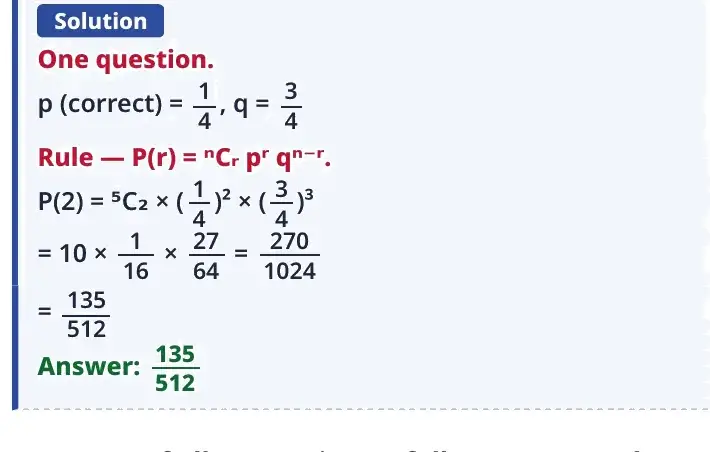 Solution
One question.
p (correct) = 1/4, q = 3/4
Rule — P(r) = ⁿCᵣ pʳ qⁿ⁻ʳ.
P(2) = ⁵C₂ × (1/4)² × (3/4)³
= 10 × 1/16 × 27/64 = 270/1024
= 135/512
Answer: 135/512